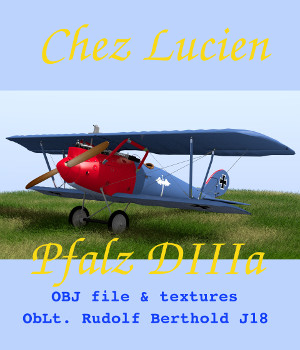 Chez Lucien
Pfalz DIIIa
OBJ file & textures
ObLt. Rudolf Berthold J18